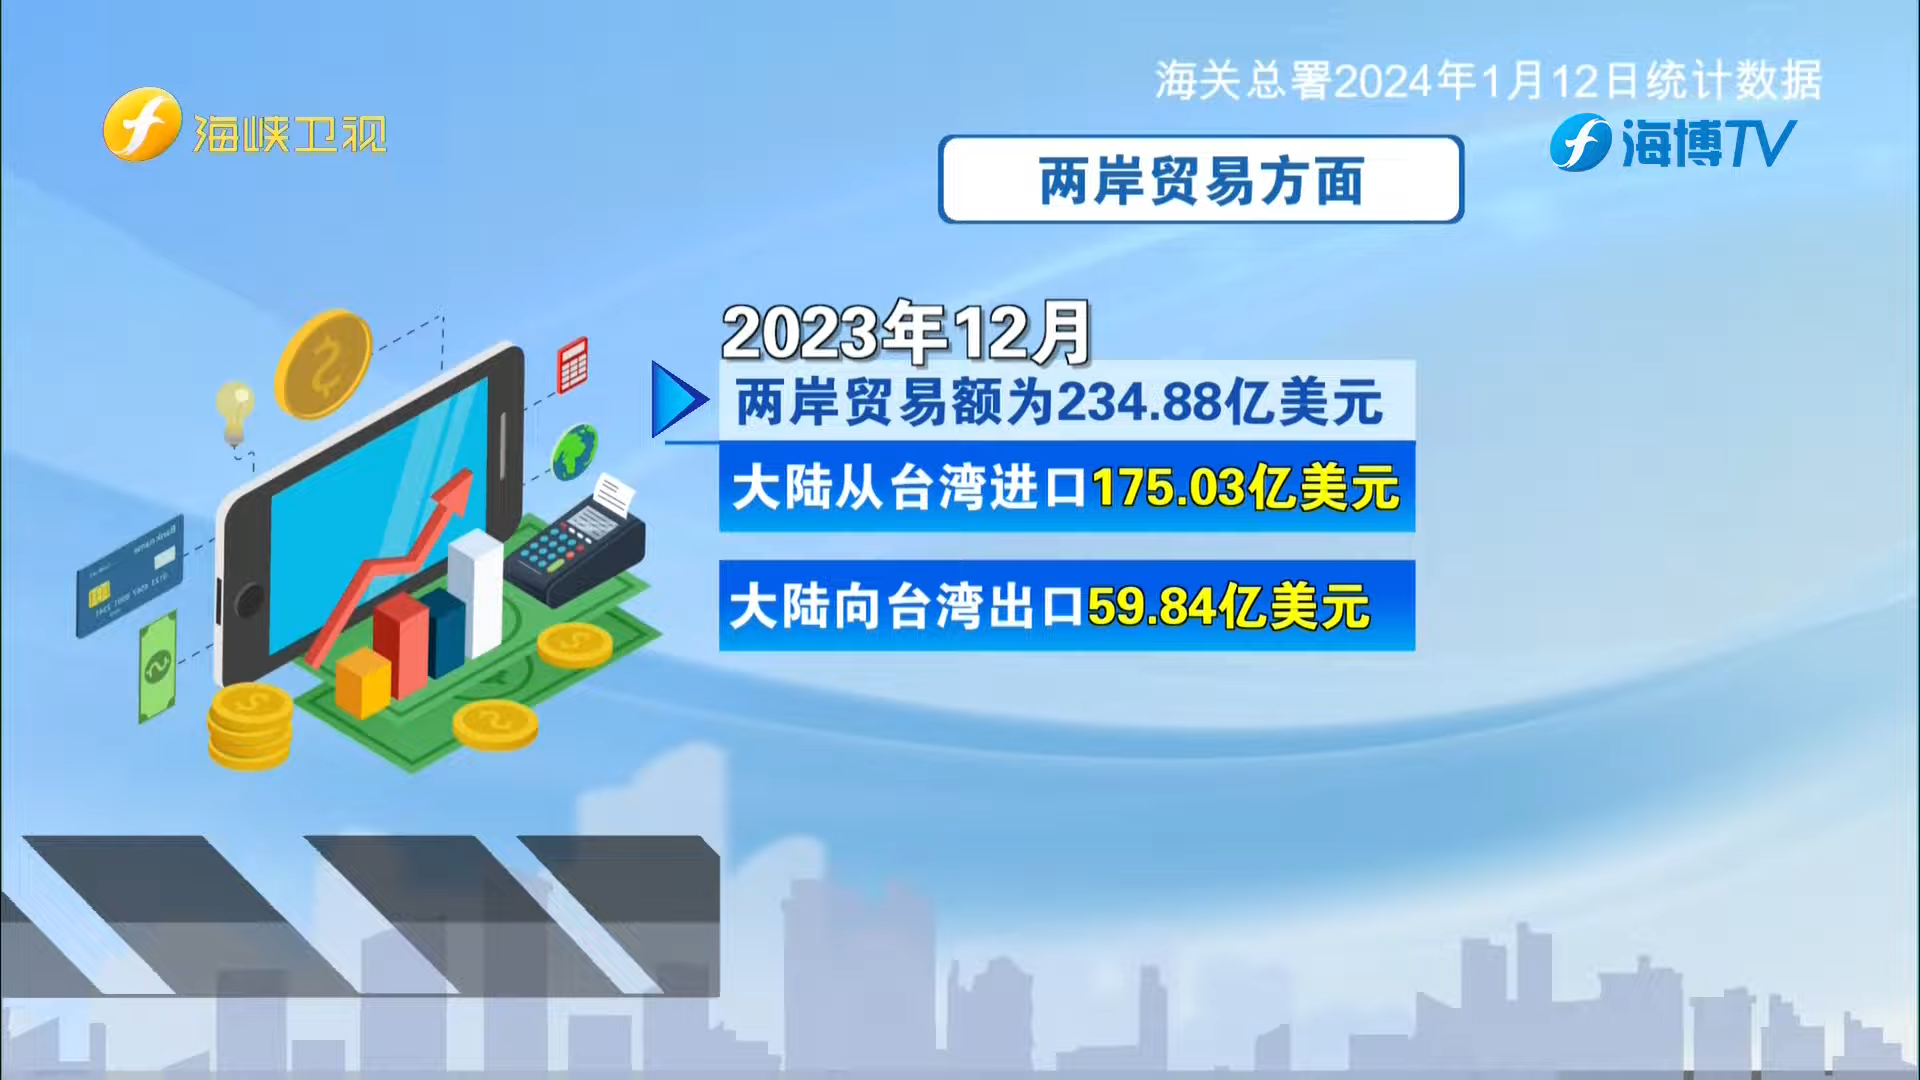 海关总署2024年1月12日统计数据
海峡卫视
海博TV
两岸贸易方面
2023年12月
两岸贸易额为234.88亿美元
大陆从台湾进口175.03亿美元
大陆向台湾出口59.84亿美元